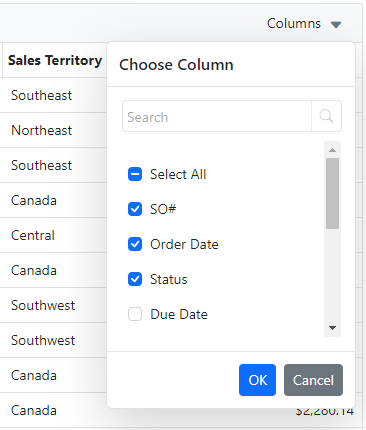 Columns
Sales Territory
Choose Column
Southeast
Search
Northeast
Southeast
Select All
Canada
SO#
Central
Order Date
Canada
Status
Southwest
Due Date
Southwest
Canada
OK
Cancel
Canada
$2,280.14